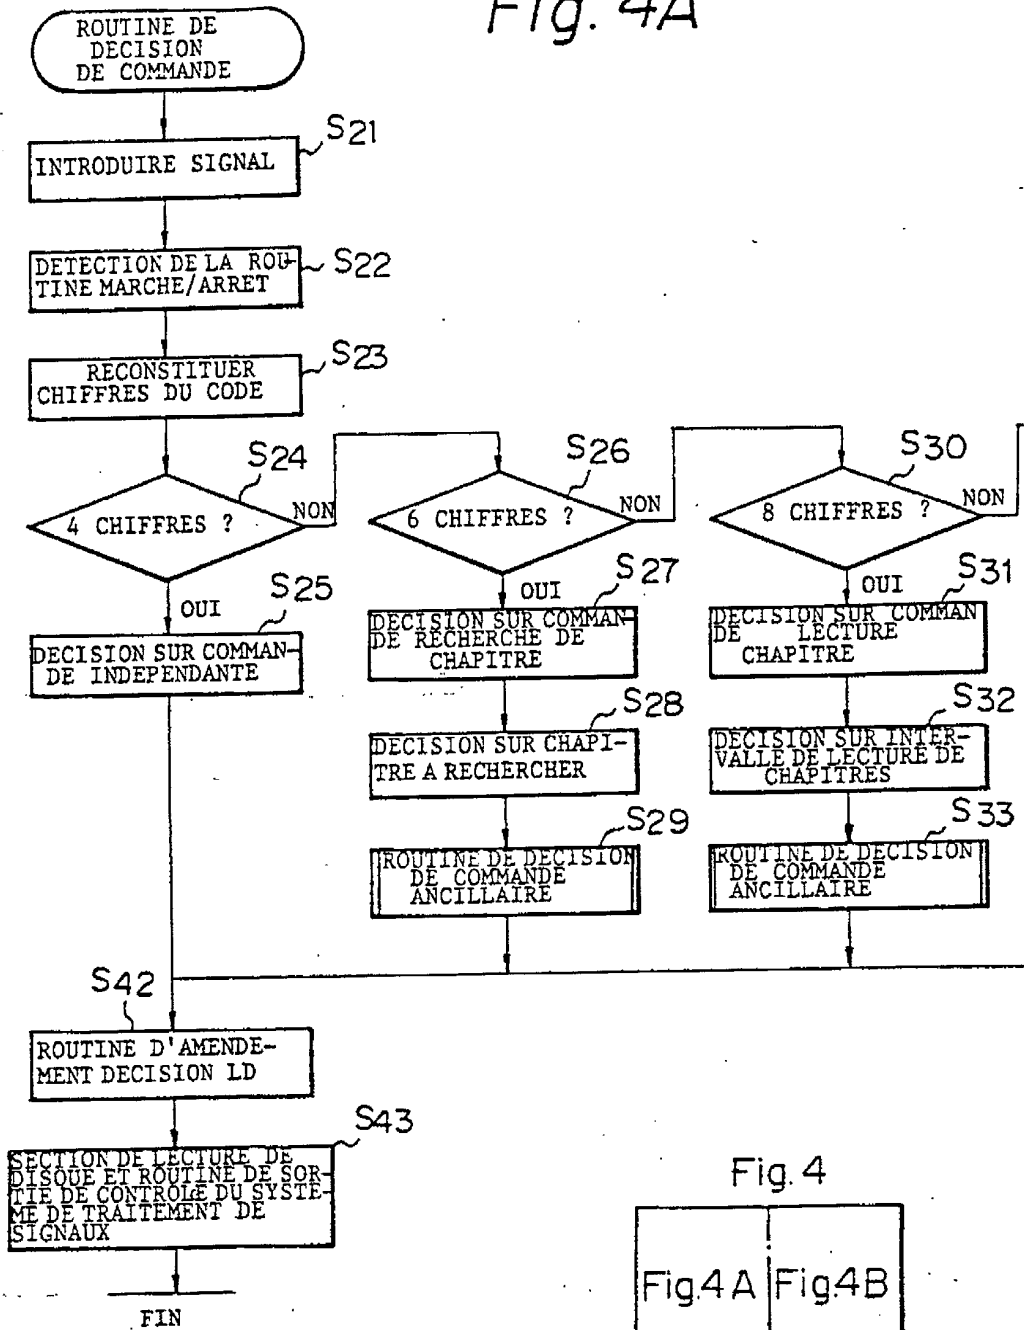 Fig. 4A
ROUTINE DE
DECISION
DE COMMANDE
S21
INTRODUIRE SIGNAL
S22
DETECTION DE LA ROU-
TINE MARCHE/ARRET
S23
RECONSTITUER
CHIFFRES DU CODE
S24
4 CHIFFRES ?
NON
OUI
S25
DECISION SUR COMMAN-
DE INDEPENDANTE
S26
6 CHIFFRES ?
NON
OUI
S27
DECISION SUR COMMAN-
DE RECHERCHE DE
CHAPITRE
S28
DECISION SUR CHAPI-
TRE A RECHERCHER
S29
ROUTINE DE DECISION
DE COMMANDE
ANCILLAIRE
S30
8 CHIFFRES ?
NON
OUI
S31
DECISION SUR COMMAN
DE LECTURE
CHAPITRE
S32
DECISION SUR INTER-
VALLE DE LECTURE DE
CHAPITRES
S33
ROUTINE DE DECISION
DE COMMANDE
ANCILLAIRE
S42
ROUTINE D'AMENDE-
MENT DECISION LD
S43
SECTION DE LECTURE DE
DISQUE ET ROUTINE DE SOR-
TIE DE CONTROLE DU SYSTE-
ME DE TRAITEMENT DE
SIGNAUX
FIN
Fig. 4
Fig.4A
Fig.4B